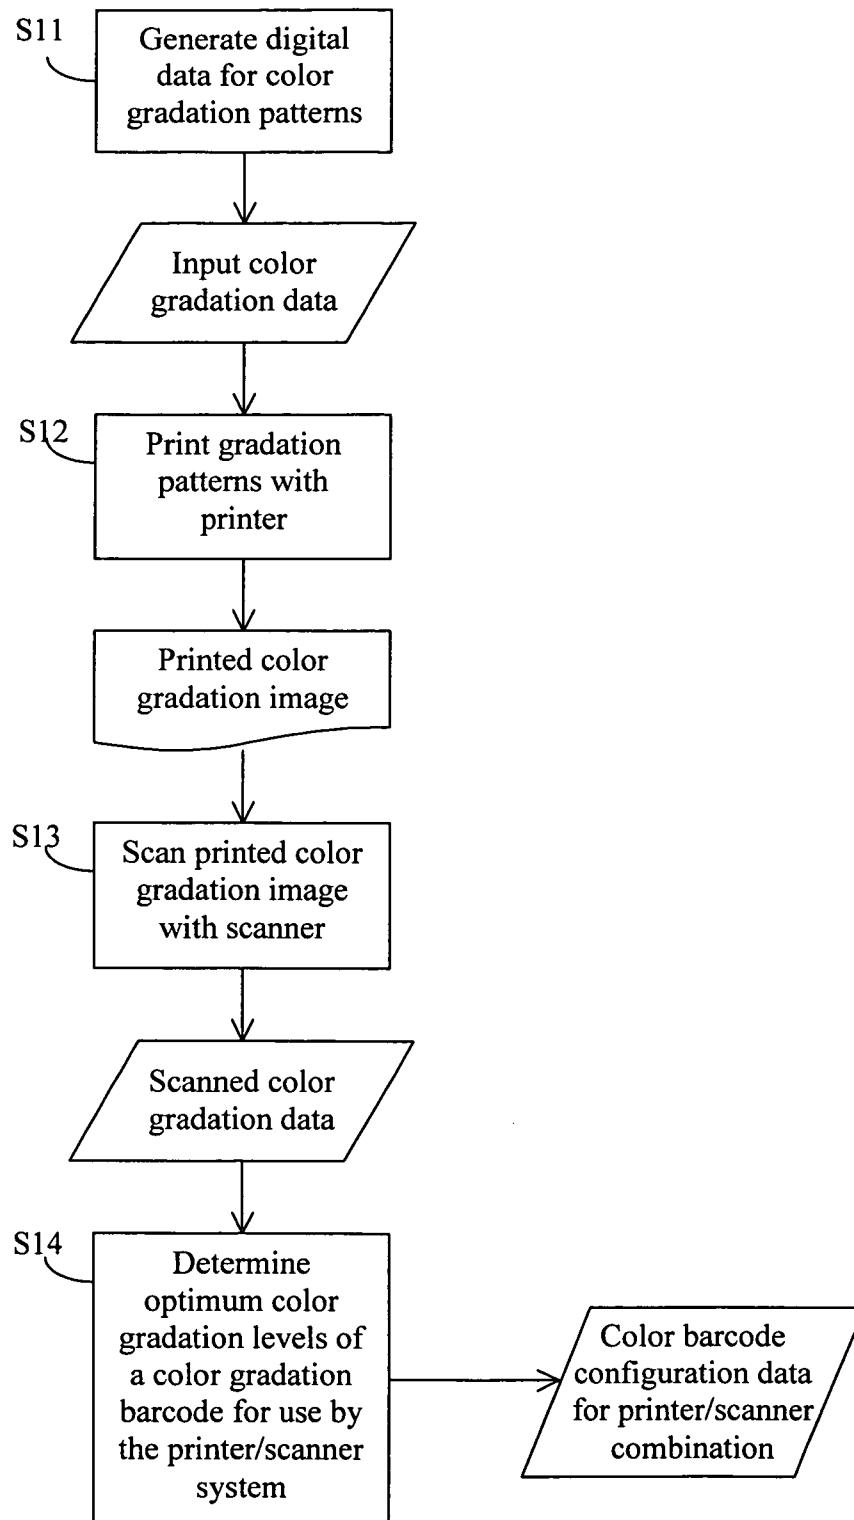 S11
Generate digital
data for color
gradation patterns
Input color
gradation data
S12
Print gradation
patterns with
printer
Printed color
gradation image
S13
Scan printed color
gradation image
with scanner
Scanned color
gradation data
S14
Determine
optimum color
gradation levels of
a color gradation
barcode for use by
the printer/scanner
system
Color barcode
configuration data
for printer/scanner
combination